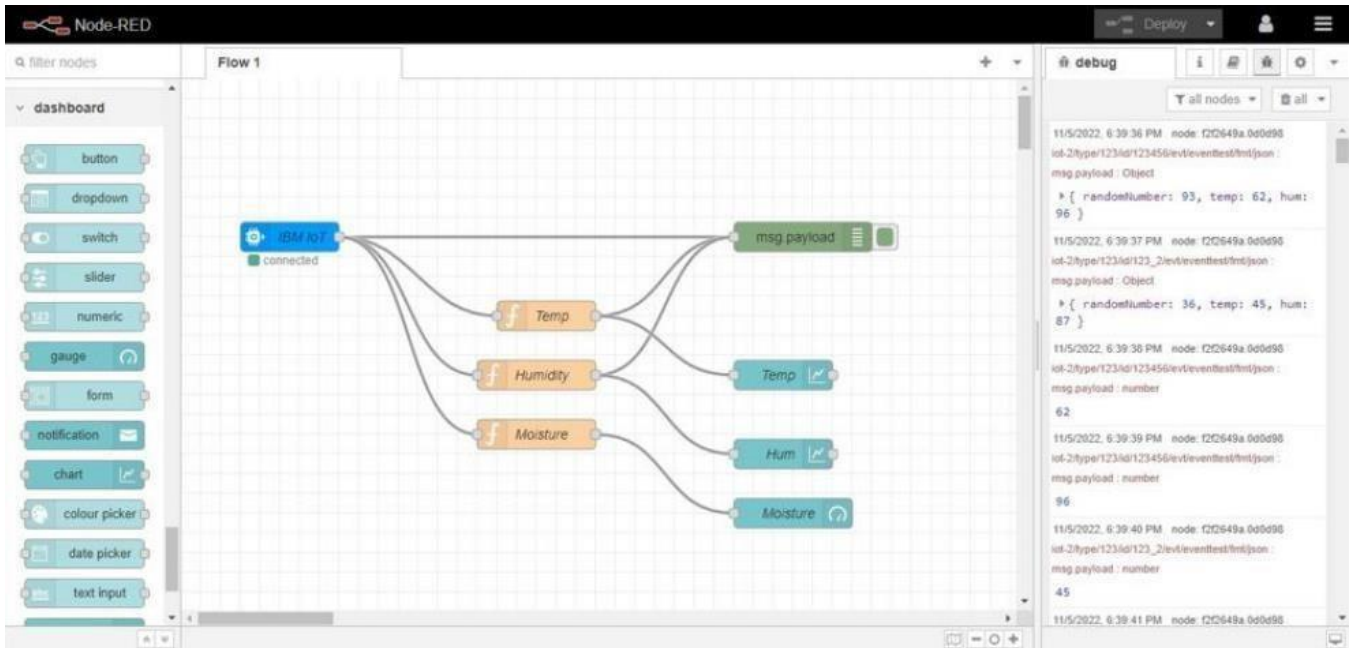 Node-RED
Deploy
filter nodes
Flow 1
debug
i
all nodes
all
dashboard
button
dropdown
switch
slider
numeric
gauge
form
notification
chart
colour picker
date picker
text input
IBM IoT
connected
msg.payload
Temp
Humidity
Moisture
Temp
Hum
Moisture
11/5/2022, 6:39:36 PM node: f2f2649a.0d0d98
iot-2/type/123/id/123456/evt/eventtest/fmt/json :
msg.payload : Object
{ randomNumber: 93, temp: 62, hum:
96 }
11/5/2022, 6:39:37 PM node: f2f2649a.0d0d98
iot-2/type/123/id/123_2/evt/eventtest/fmt/json :
msg.payload : Object
{ randomNumber: 36, temp: 45, hum:
87 }
11/5/2022, 6:39:38 PM node: f2f2649a.0d0d98
iot-2/type/123/id/123456/evt/eventtest/fmt/json :
msg.payload : number
62
11/5/2022, 6:39:39 PM node: f2f2649a.0d0d98
iot-2/type/123/id/123456/evt/eventtest/fmt/json :
msg.payload : number
96
11/5/2022, 6:39:40 PM node: f2f2649a.0d0d98
iot-2/type/123/id/123_2/evt/eventtest/fmt/json :
msg.payload : number
45
11/5/2022, 6:39:41 PM node: f2f2649a.0d0d98